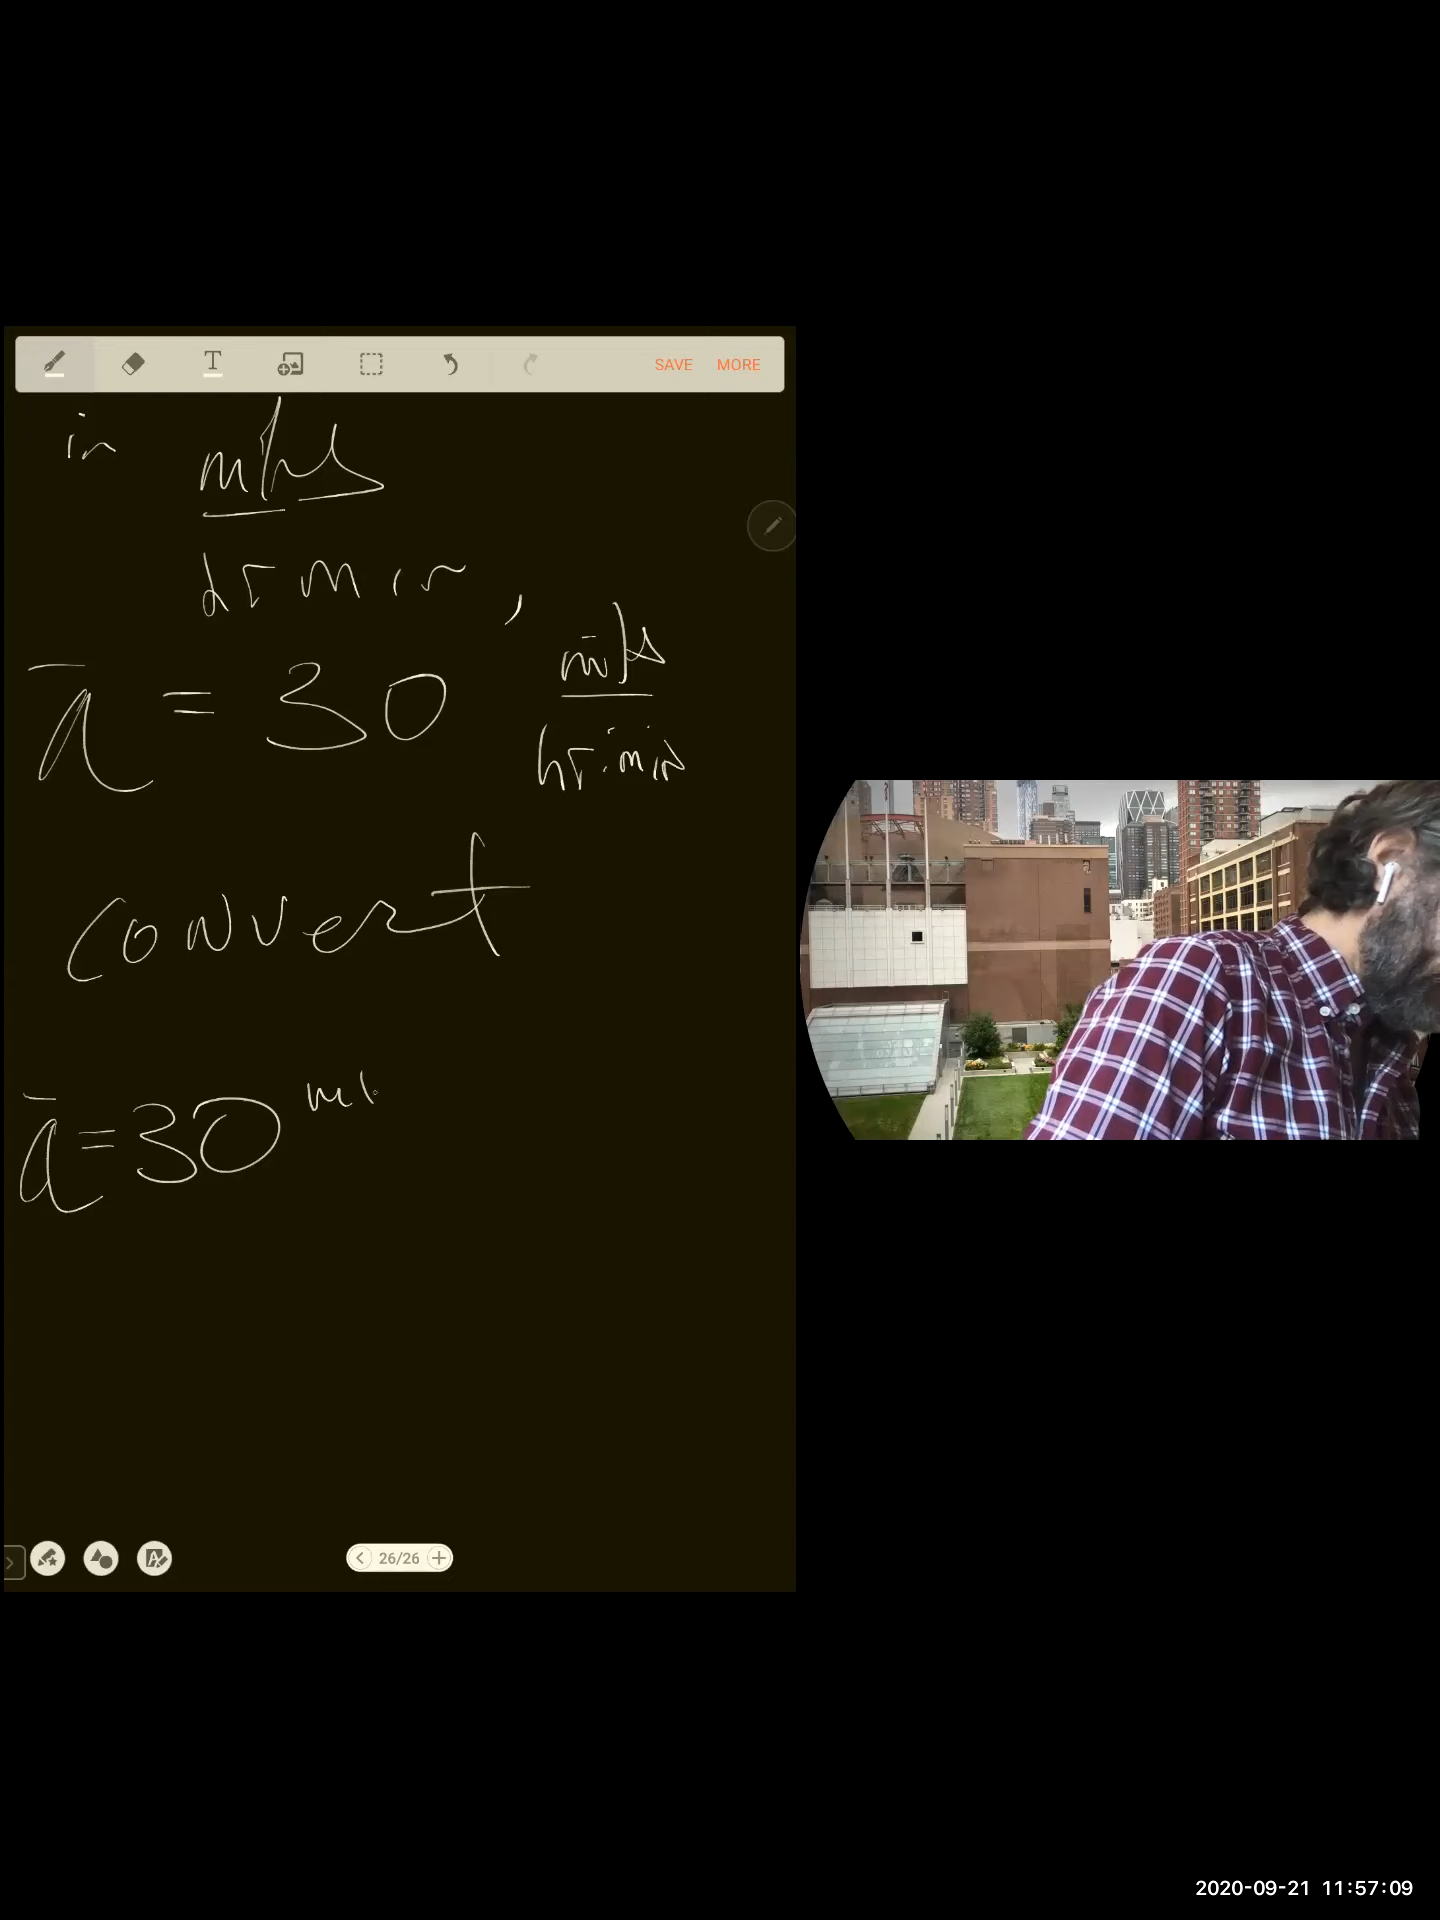 T SAVE MORE
in miles
hr min,
ā = 30 miles
hr·min
convert
ā = 30 mi
A
26/26
2020-09-21 11:57:09